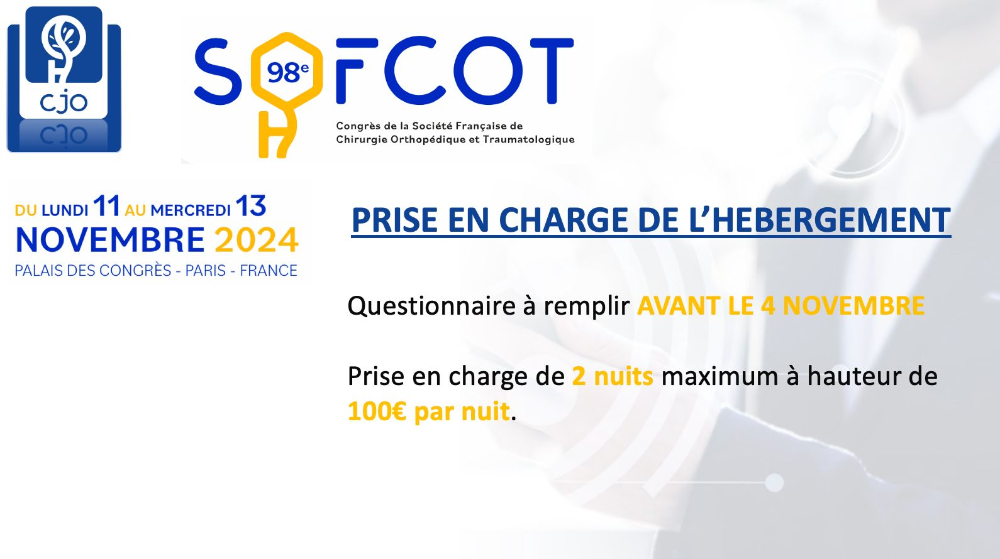 cjo
S FCOT
98e
Congrès de la Société Française de
Chirurgie Orthopédique et Traumatologique
DU LUNDI 11 AU MERCREDI 13
NOVEMBRE 2024
PALAIS DES CONGRÈS - PARIS - FRANCE
PRISE EN CHARGE DE L’HEBERGEMENT
Questionnaire à remplir AVANT LE 4 NOVEMBRE
Prise en charge de 2 nuits maximum à hauteur de
100€ par nuit.